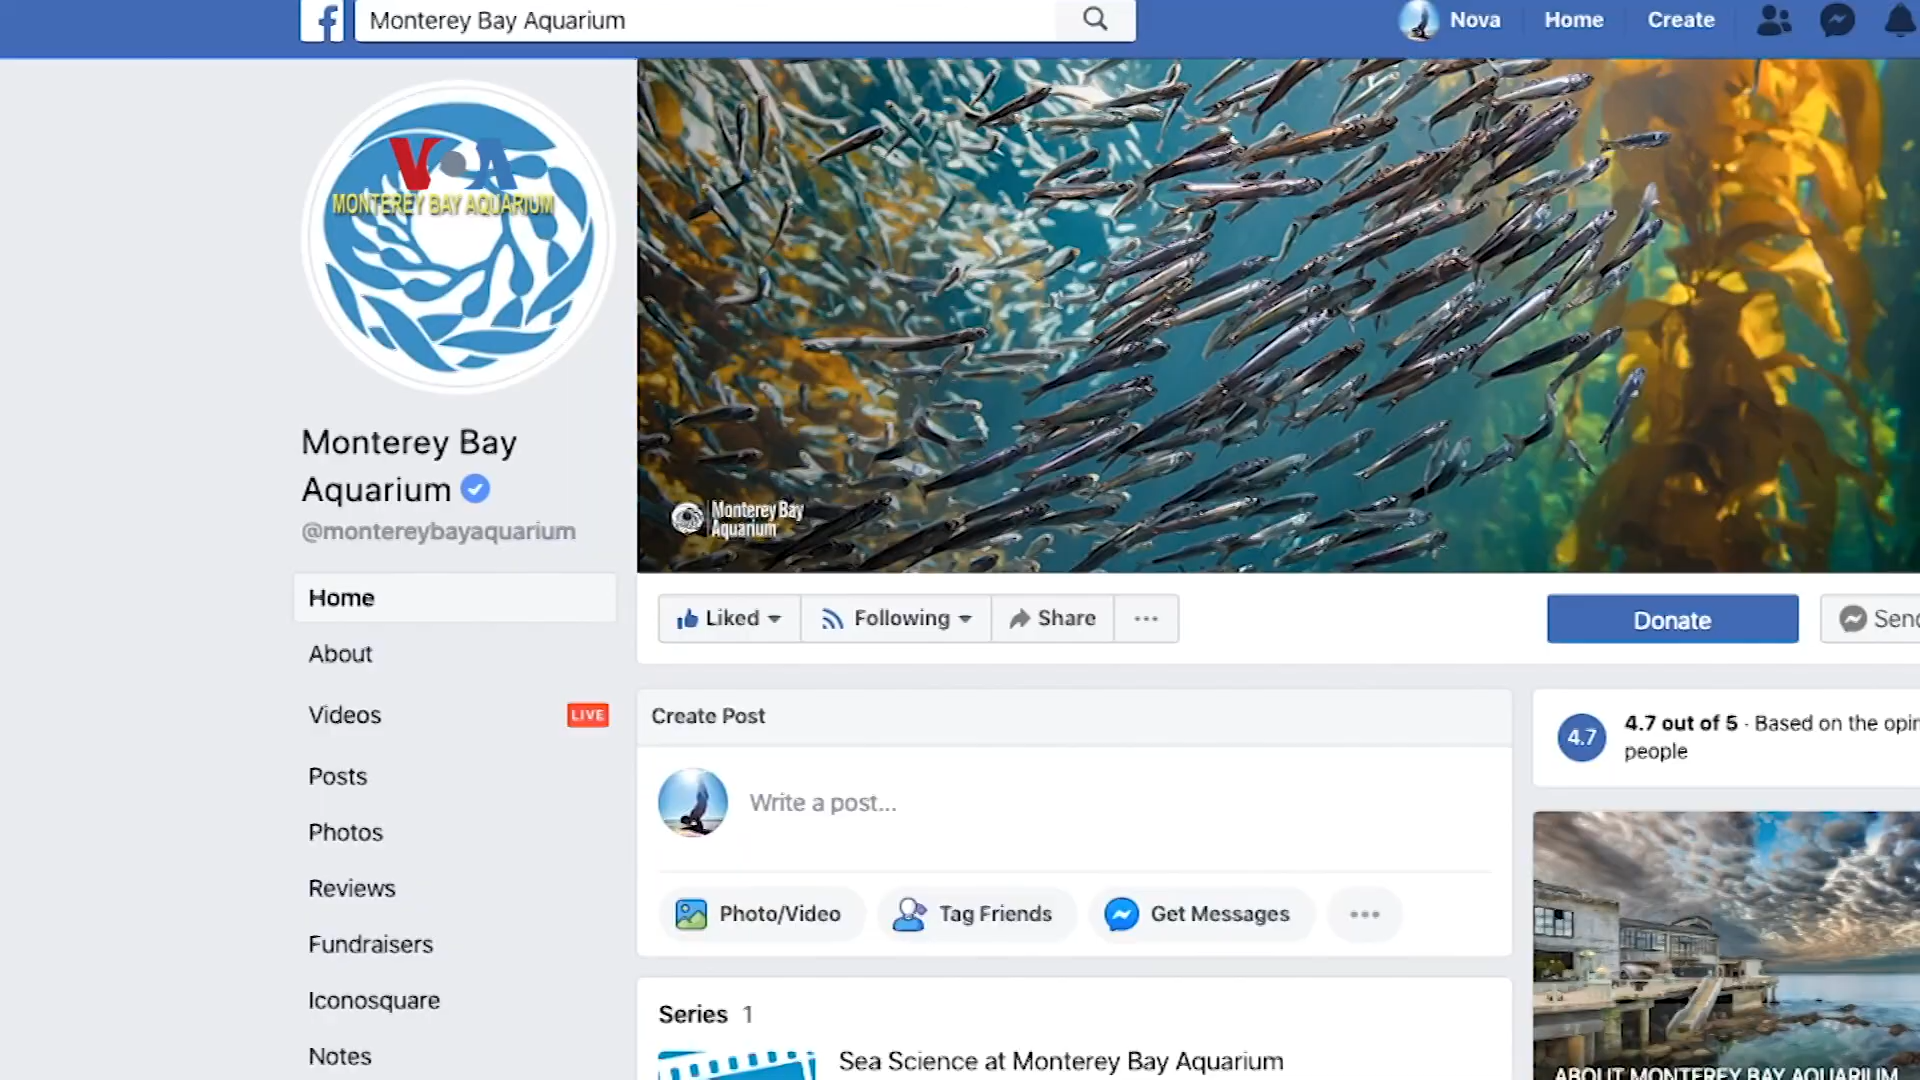 Monterey Bay Aquarium
Nova
Home
Create
VOA
MONTEREY BAY AQUARIUM
Monterey Bay
Aquarium
@montereybayaquarium
Home
About
Videos
LIVE
Posts
Photos
Reviews
Fundraisers
Iconosquare
Notes
Monterey Bay
Aquarium
Liked
Following
Share
Donate
Create Post
Write a post...
Photo/Video
Tag Friends
Get Messages
Series 1
Sea Science at Monterey Bay Aquarium
4.7
4.7 out of 5 · Based on the
people
ABOUT MONTEREY BAY AQUARIUM